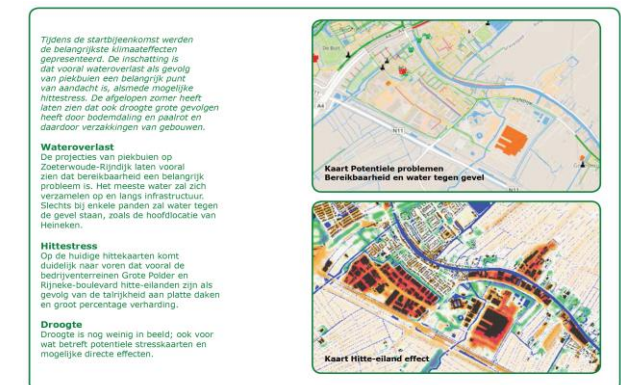 Tijdens de startbijeenkomst werden
de belangrijkste klimaateffecten
gepresenteerd. De inschatting is
dat vooral wateroverlast als gevolg
van piekbuien een belangrijk punt
van aandacht is, alsmede mogelijke
hittestress. De afgelopen zomer heeft
laten zien dat ook droogte grote gevolgen
heeft door bodemdaling en paalrot en
daardoor verzakkingen van gebouwen.
Wateroverlast
De projecties van piekbuien op
Zoeterwoude-Rijndijk laten vooral
zien dat bereikbaarheid een belangrijk
probleem is. Het meeste water zal zich
verzamelen op en langs infrastructuur.
Slechts bij enkele panden zal water tegen
de gevel staan, zoals de hoofdlocatie van
Heineken.
Hittestress
Op de huidige hittekaarten komt
duidelijk naar voren dat vooral de
bedrijventerreinen Grote Polder en
Rijneke-boulevard hitte-eilanden zijn als
gevolg van de talrijkheid aan platte daken
en groot percentage verharding.
Droogte
Droogte is nog weinig in beeld; ook voor
wat betreft potentiele stresskaarten en
mogelijke directe effecten.
A4
N11
N11
Kaart Potentiele problemen
Bereikbaarheid en water tegen gevel
Kaart Hitte-eiland effect